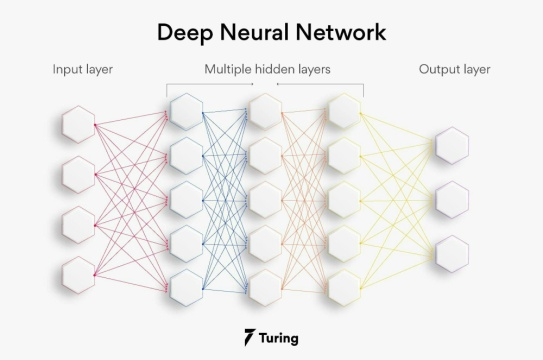 Deep Neural Network
Input layer
Multiple hidden layers
Output layer
Turing